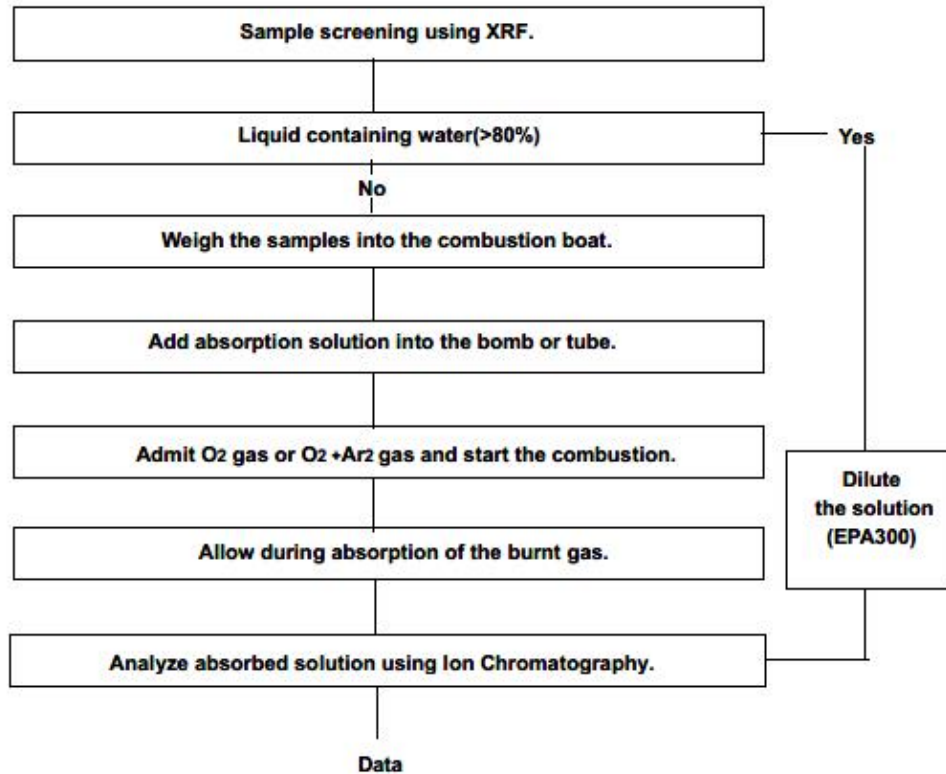 Sample screening using XRF.
Liquid containing water(>80%)
Yes
No
Weigh the samples into the combustion boat.
Add absorption solution into the bomb or tube.
Admit O2 gas or O2 +Ar2 gas and start the combustion.
Dilute
the solution
(EPA300)
Allow during absorption of the burnt gas.
Analyze absorbed solution using Ion Chromatography.
Data